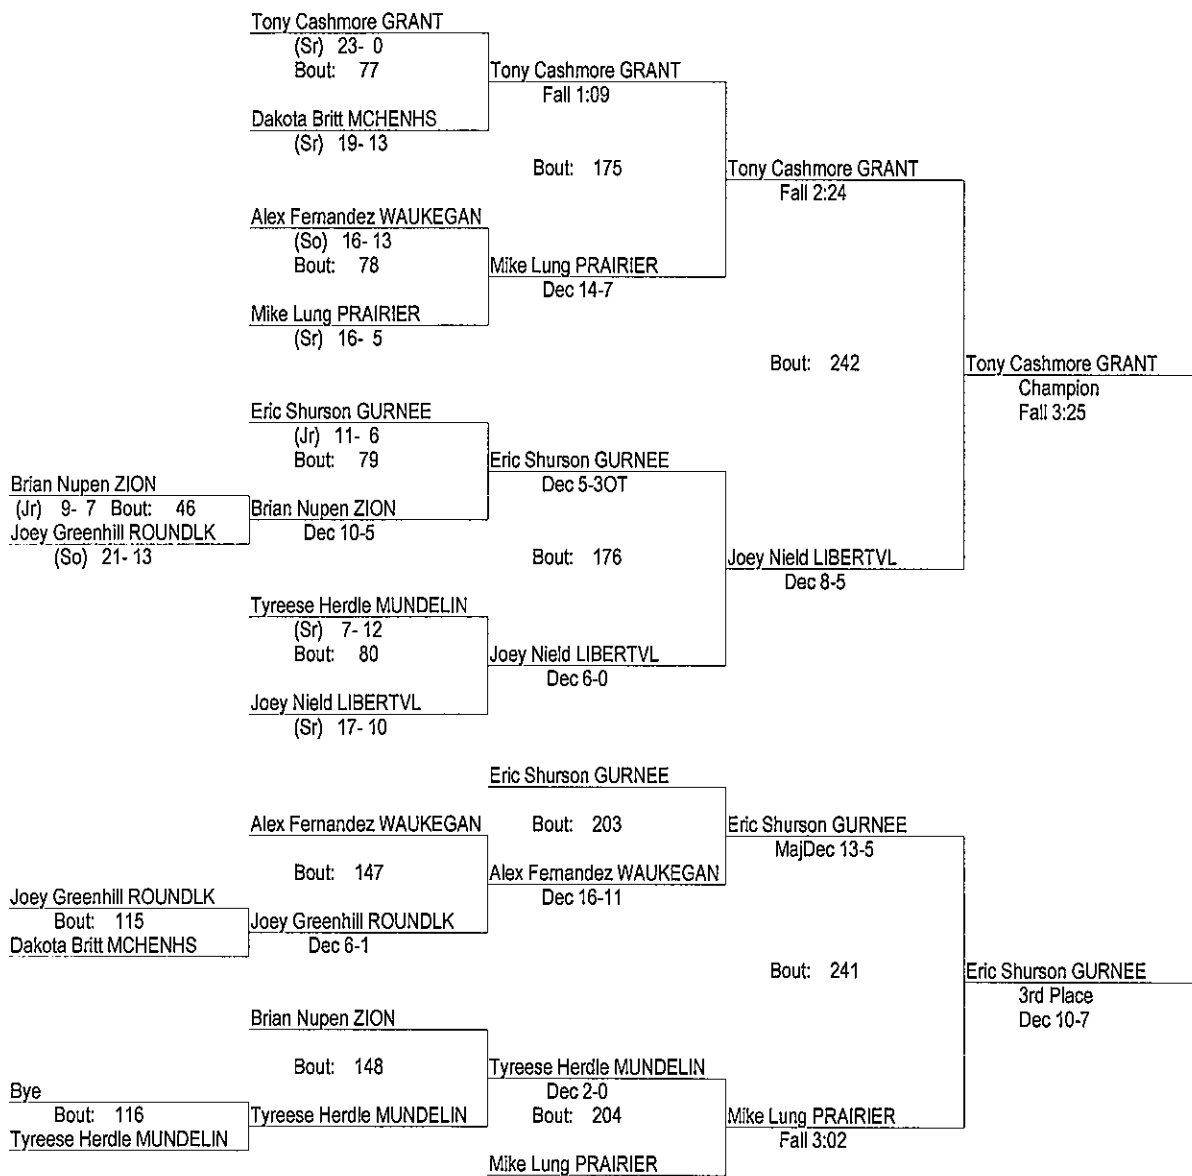 Tony Cashmore GRANT
(Sr) 23- 0
Bout: 77
Tony Cashmore GRANT
Fall 1:09
Dakota Britt MCHENHS
(Sr) 19- 13
Bout: 175
Tony Cashmore GRANT
Fall 2:24
Alex Fernandez WAUKEGAN
(So) 16- 13
Bout: 78
Mike Lung PRAIRIER
Dec 14-7
Mike Lung PRAIRIER
(Sr) 16- 5
Bout: 242
Tony Cashmore GRANT
Champion
Fall 3:25
Eric Shurson GURNEE
(Jr) 11- 6
Bout: 79
Eric Shurson GURNEE
Dec 5-3OT
Brian Nupen ZION
(Jr) 9- 7 Bout: 46
Joey Greenhill ROUNDLK
(So) 21- 13
Brian Nupen ZION
Dec 10-5
Bout: 176
Joey Nield LIBERTVL
Dec 8-5
Tyreese Herdle MUNDELIN
(Sr) 7- 12
Bout: 80
Joey Nield LIBERTVL
Dec 6-0
Joey Nield LIBERTVL
(Sr) 17- 10
Eric Shurson GURNEE
Bout: 203
Eric Shurson GURNEE
MajDec 13-5
Alex Fernandez WAUKEGAN
Bout: 147
Alex Fernandez WAUKEGAN
Dec 16-11
Joey Greenhill ROUNDLK
Bout: 115
Dakota Britt MCHENHS
Joey Greenhill ROUNDLK
Dec 6-1
Bout: 241
Eric Shurson GURNEE
3rd Place
Dec 10-7
Brian Nupen ZION
Bout: 148
Tyreese Herdle MUNDELIN
Dec 2-0
Bout: 204
Bye
Bout: 116
Tyreese Herdle MUNDELIN
Tyreese Herdle MUNDELIN
Mike Lung PRAIRIER
Fall 3:02
Mike Lung PRAIRIER